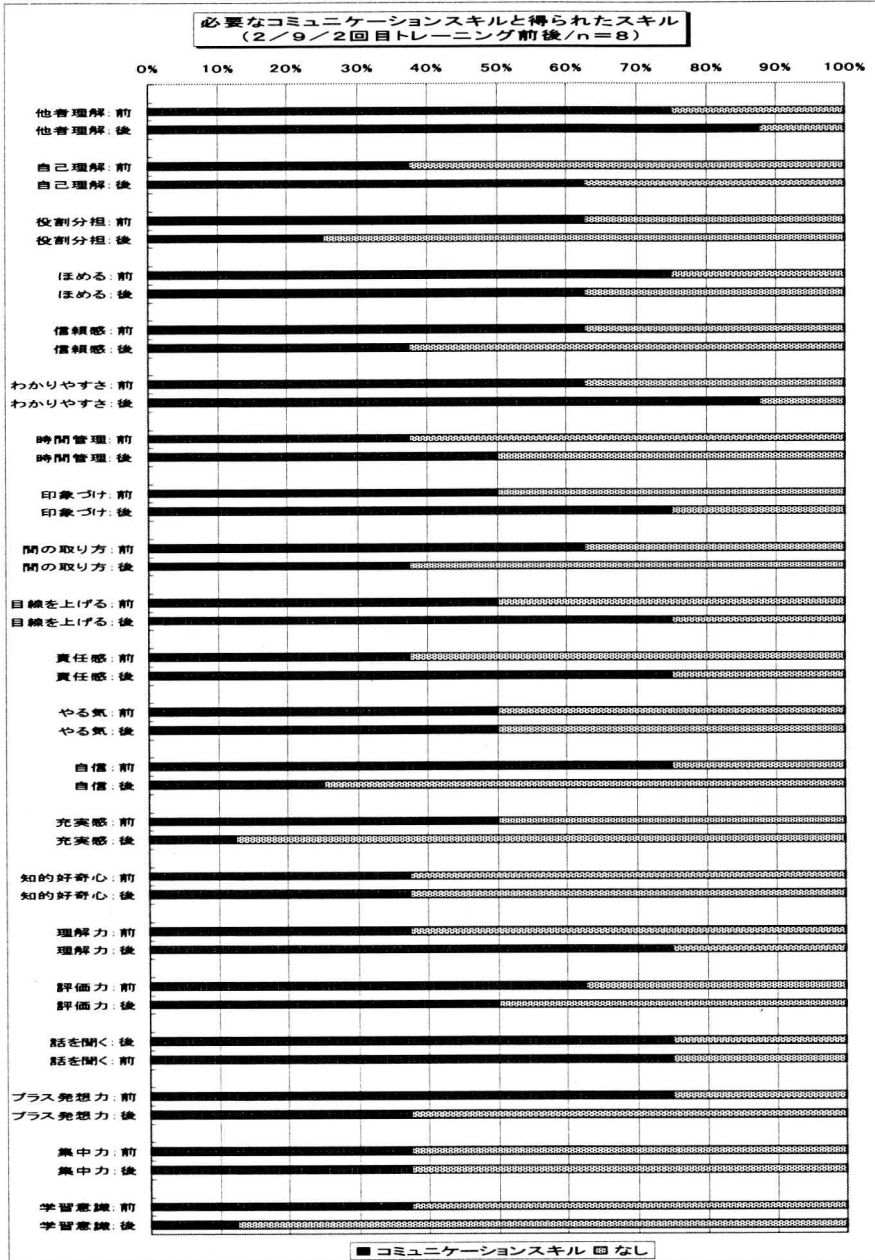 必要なコミュニケーションスキルと得られたスキル
(2/9/2回目トレーニング前後/n=8)
0% 10% 20% 30% 40% 50% 60% 70% 80% 90% 100%
他者理解:前
他者理解:後
自己理解:前
自己理解:後
役割分担:前
役割分担:後
ほめる:前
ほめる:後
信頼感:前
信頼感:後
わかりやすさ:前
わかりやすさ:後
時間管理:前
時間管理:後
印象づけ:前
印象づけ:後
間の取り方:前
間の取り方:後
目線を上げる:前
目線を上げる:後
責任感:前
責任感:後
やる気:前
やる気:後
自信:前
自信:後
充実感:前
充実感:後
知的好奇心:前
知的好奇心:後
理解力:前
理解力:後
評価力:前
評価力:後
話を聞く:後
話を聞く:前
プラス発想力:前
プラス発想力:後
集中力:前
集中力:後
学習意識:前
学習意識:後
コミュニケーションスキル なし